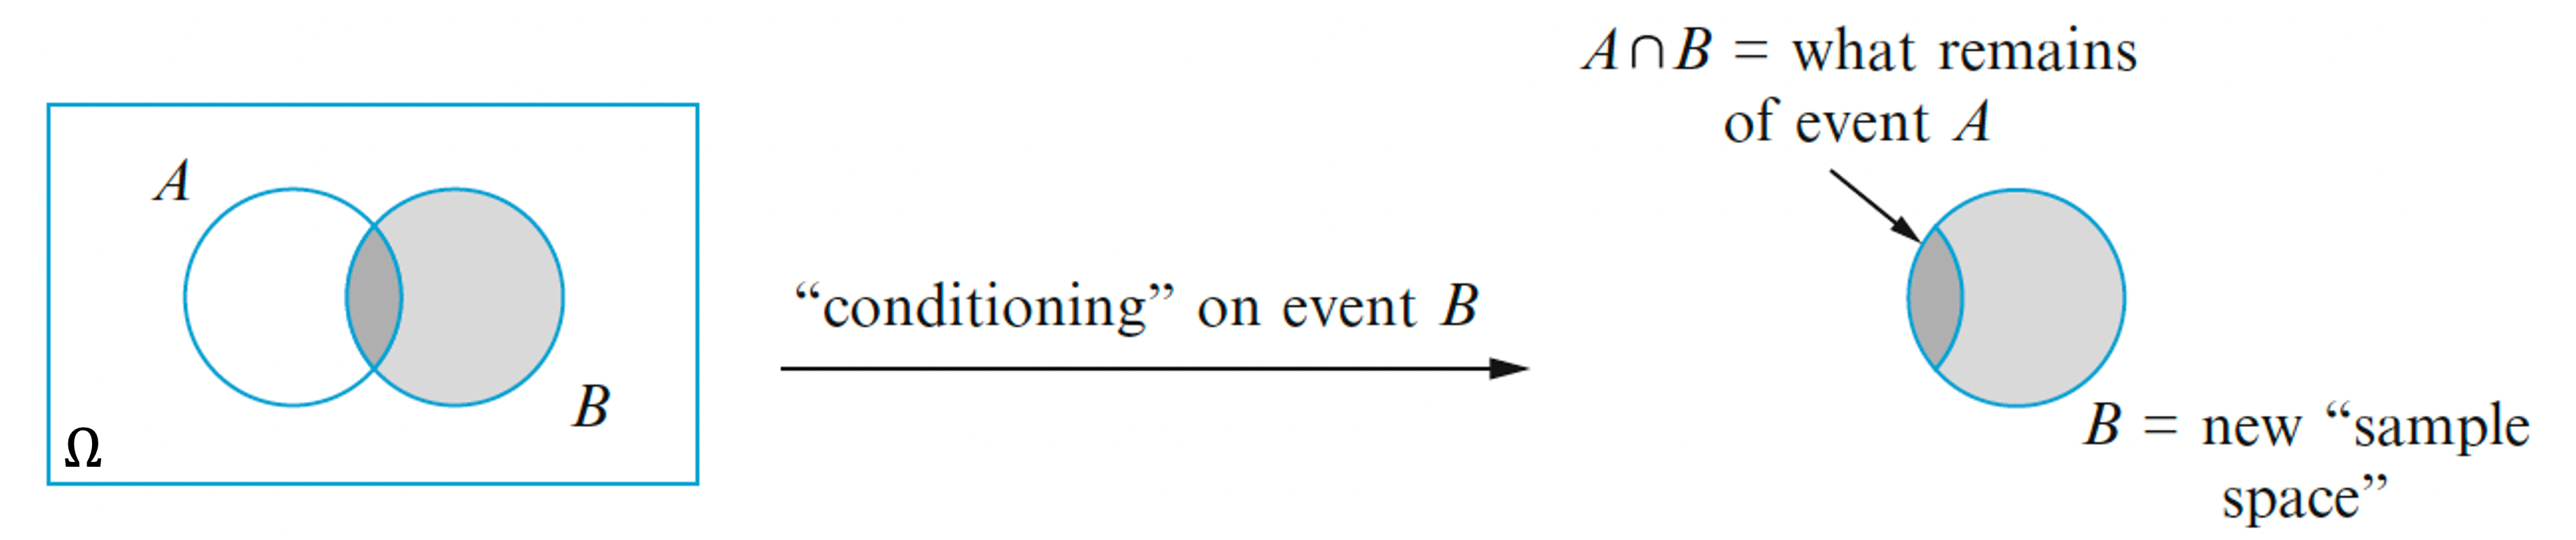 A
B
Ω
“conditioning” on event B
A∩B = what remains
of event A
B = new “sample
space”